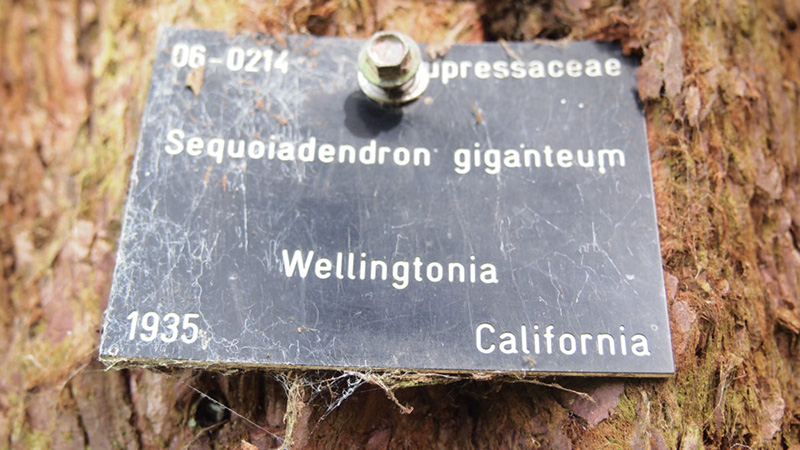 06-0214 upressaceae
Sequoiadendron giganteum
Wellingtonia
1935 California